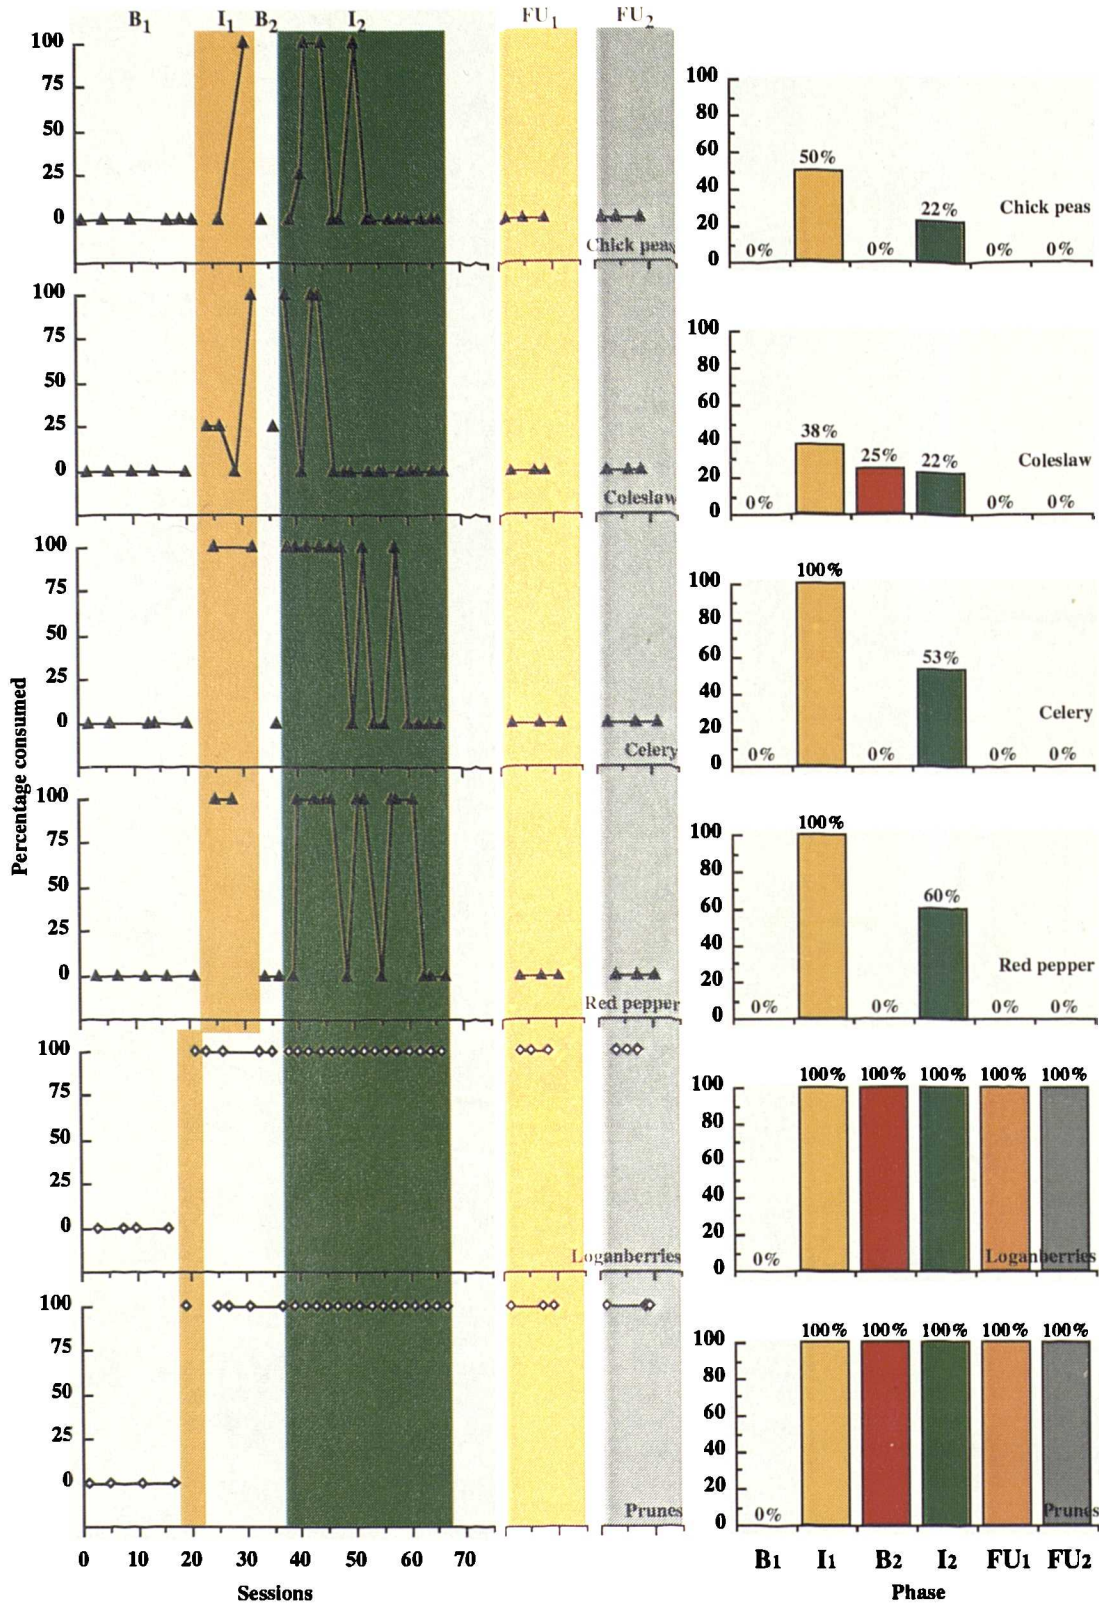 B1 I1 B2 I2 FU1 FU2
100
75
50
25
0
Chick peas
100
75
50
25
0
Coleslaw
100
75
50
25
0
Celery
100
75
50
25
0
Red pepper
100
75
50
25
0
Loganberries
100
75
50
25
0
Prunes
0 10 20 30 40 50 60 70
Sessions
Percentage consumed
100
80
60
40
20
0
0% 50% 0% 22% 0% 0%
Chick peas
100
80
60
40
20
0
0% 38% 25% 22% 0% 0%
Coleslaw
100
80
60
40
20
0
0% 100% 0% 53% 0% 0%
Celery
100
80
60
40
20
0
0% 100% 0% 60% 0% 0%
Red pepper
100
80
60
40
20
0
0% 100% 100% 100% 100% 100%
Loganberries
100
80
60
40
20
0
0% 100% 100% 100% 100% 100%
Prunes
B1 I1 B2 I2 FU1 FU2
Phase